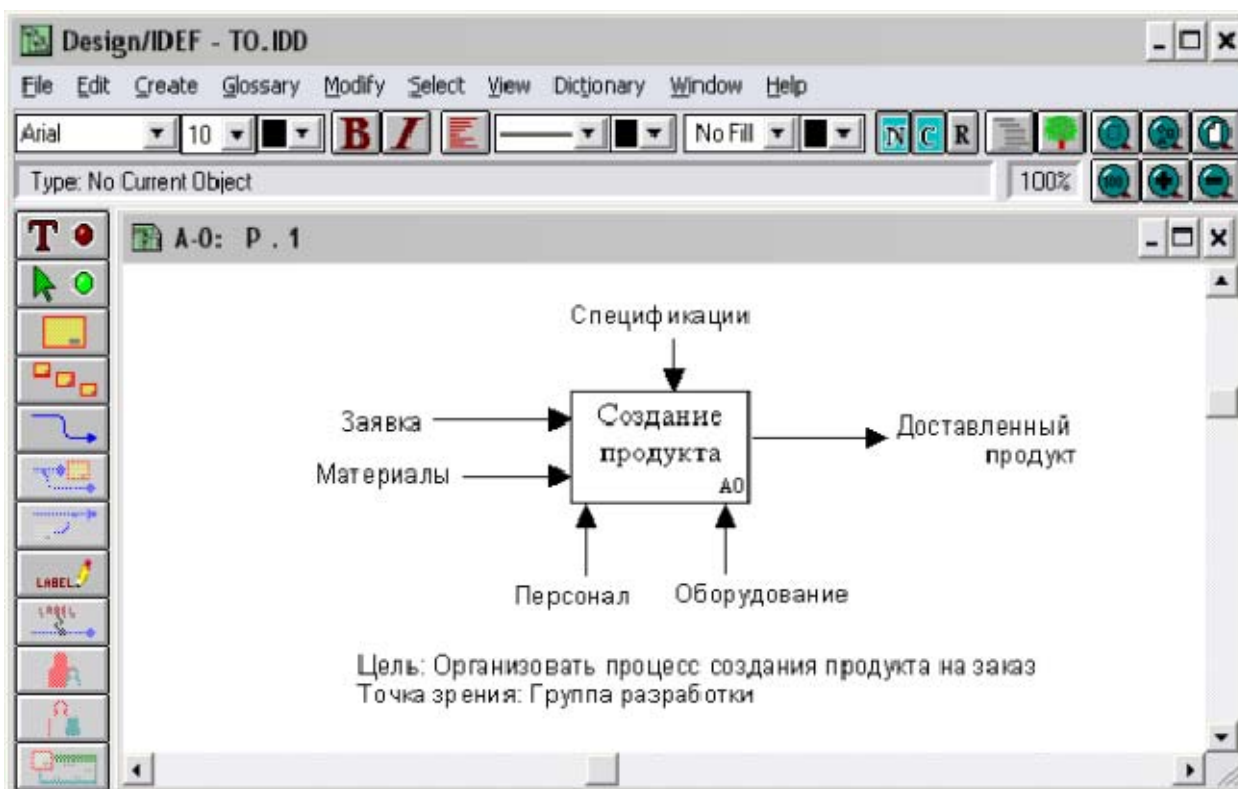 Design/IDEF - TO.IDD
File Edit Create Glossary Modify Select View Dictionary Window Help
Arial 10 B I No Fill N C R
Type: No Current Object 100% 100
T A-0: P . 1
Спецификации
Заявка
Создание
продукта
Доставленный
продукт
Материалы
A0
Персонал Оборудование
LABEL
LABEL
Цель: Организовать процесс создания продукта на заказ
Точка зрения: Группа разработки